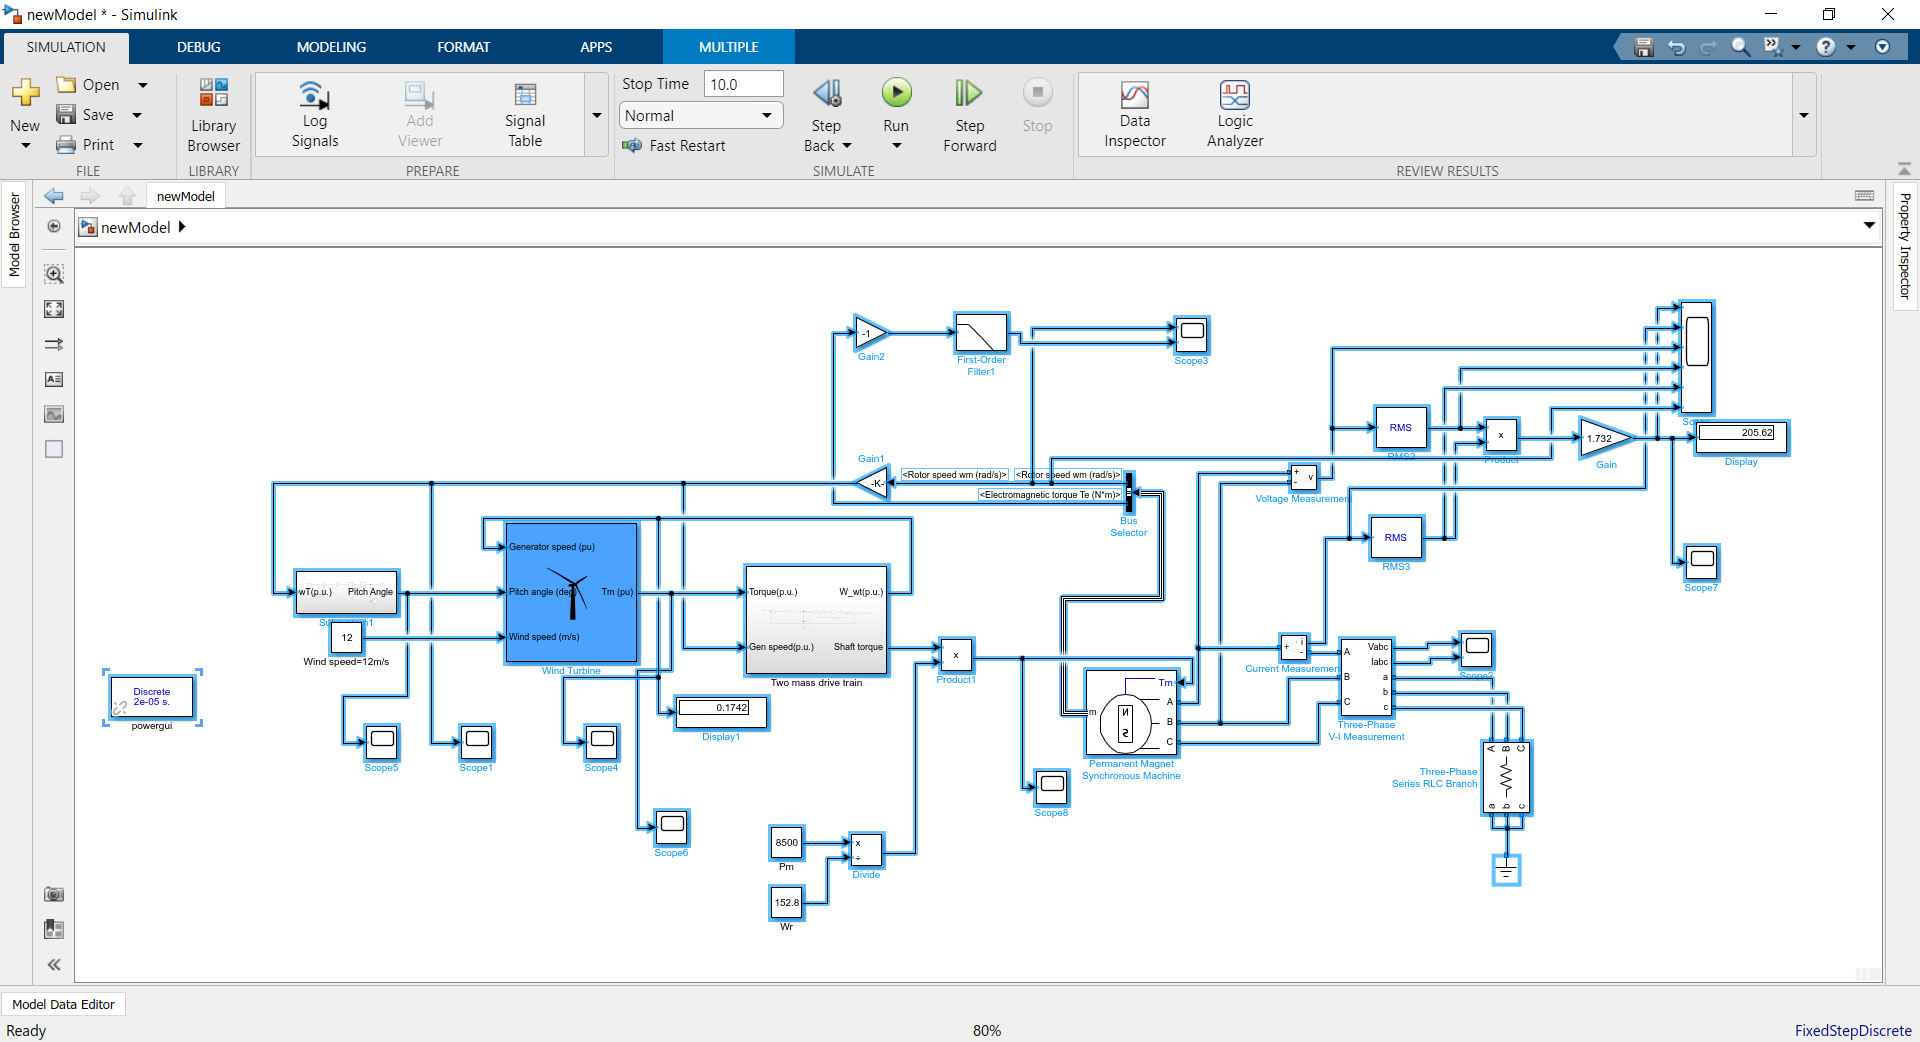 newModel * - Simulink
SIMULATION
DEBUG
MODELING
FORMAT
APPS
MULTIPLE
New
Open
Save
Print
FILE
Library
Browser
LIBRARY
Log
Signals
Add
Viewer
Signal
Table
PREPARE
Stop Time
10.0
Normal
Fast Restart
Step
Back
Run
Step
Forward
Stop
SIMULATE
Data
Inspector
Logic
Analyzer
REVIEW RESULTS
Model Browser
newModel
newModel
Property Inspector
-1
Gain2
First-Order
Filter1
Scope3
RMS
x
1.732
Gain
205.62
Display
Gain1
-K-
<Rotor speed wm (rad/s)>
<Rotor speed wm (rad/s)>
<Electromagnetic torque Te (N*m)>
Bus
Selector
+
-
v
Voltage Measurement
RMS
RMS3
Scope7
wT(p.u.)
Pitch Angle
12
Wind speed=12m/s
Generator speed (pu)
Pitch angle (deg)
Wind speed (m/s)
Tm (pu)
Wind Turbine
Torque(p.u.)
Gen speed(p.u.)
W_wt(p.u.)
Shaft torque
Two mass drive train
x
Product1
0.1742
Display1
Discrete
2e-05 s.
powergui
Scope5
Scope1
Scope4
Scope6
Scope8
8500
Pm
152.8
Wr
x
÷
Divide
m
Tm
A
B
C
N
S
Permanent Magnet
Synchronous Machine
+
-
i
Current Measurement
A
B
C
Vabc
Iabc
a
b
c
Three-Phase
V-I Measurement
Scope2
A
B
C
a
b
c
Three-Phase
Series RLC Branch
Model Data Editor
Ready
80%
FixedStepDiscrete